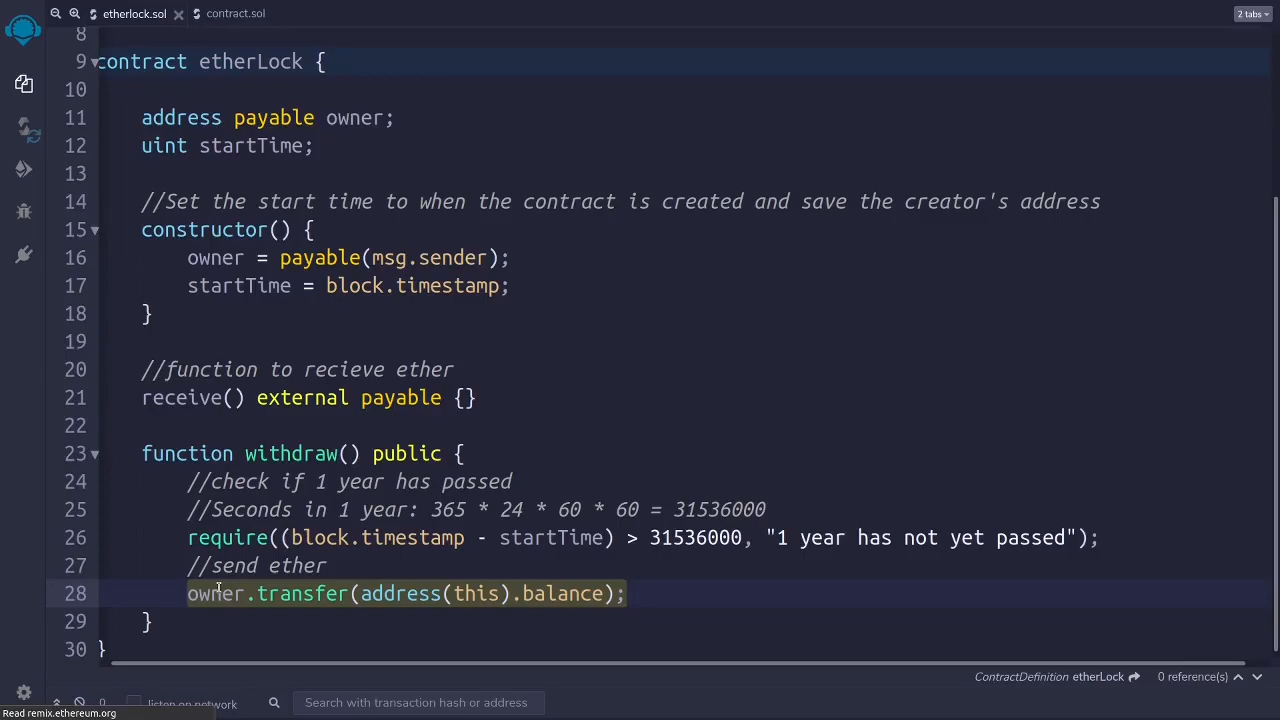 etherlock.sol
contract.sol
2 tabs
8
9 contract etherLock {
10
11 address payable owner;
12 uint startTime;
13
14 //Set the start time to when the contract is created and save the creator's address
15 constructor() {
16 owner = payable(msg.sender);
17 startTime = block.timestamp;
18 }
19
20 //function to recieve ether
21 receive() external payable {}
22
23 function withdraw() public {
24 //check if 1 year has passed
25 //Seconds in 1 year: 365 * 24 * 60 * 60 = 31536000
26 require((block.timestamp - startTime) > 31536000, "1 year has not yet passed");
27 //send ether
28 owner.transfer(address(this).balance);
29 }
30 }
ContractDefinition etherLock
0 reference(s)
0
listen on network
Search with transaction hash or address
Read remix.ethereum.org